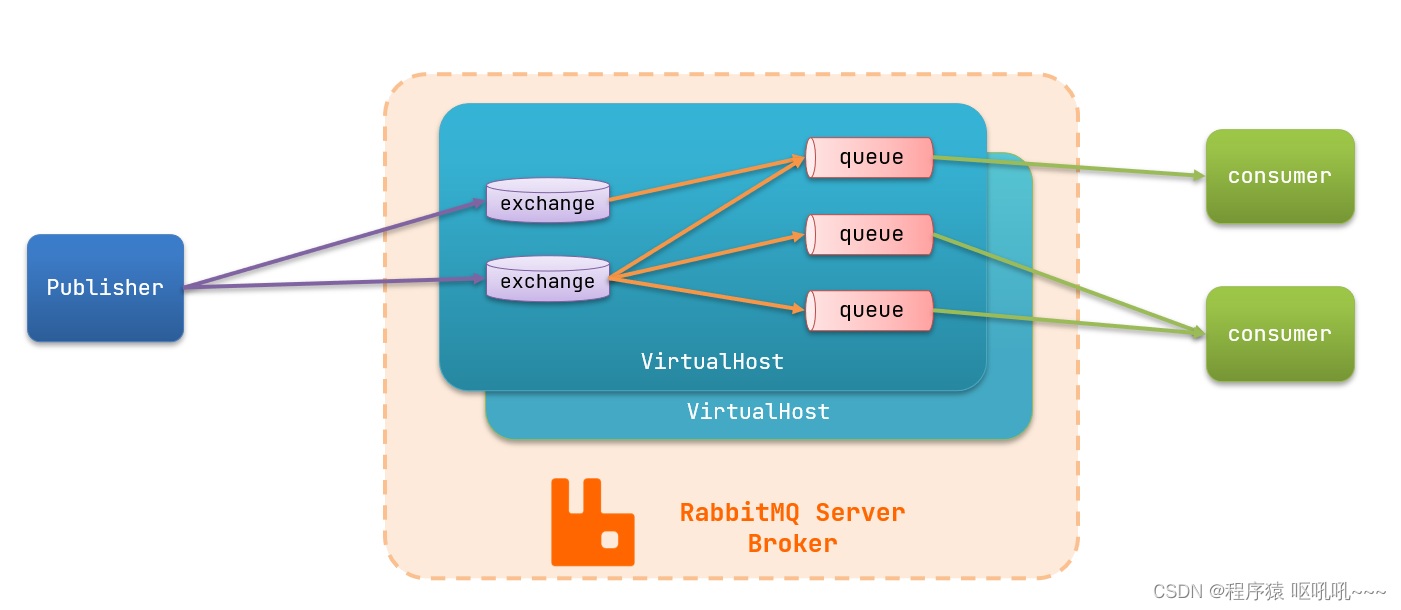 Publisher
exchange
exchange
queue
queue
queue
VirtualHost
VirtualHost
consumer
consumer
RabbitMQ Server
Broker
CSDN @程序猿 呕吼吼~~~